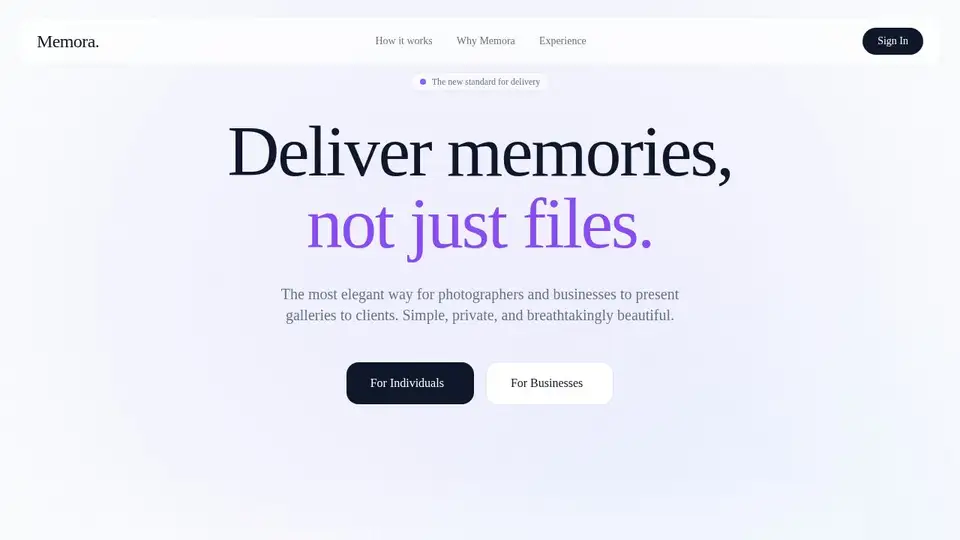 Memora.
How it works
Why Memora
Experience
Sign In
The new standard for delivery
Deliver memories,
not just files.
The most elegant way for photographers and businesses to present
galleries to clients. Simple, private, and breathtakingly beautiful.
For Individuals
For Businesses